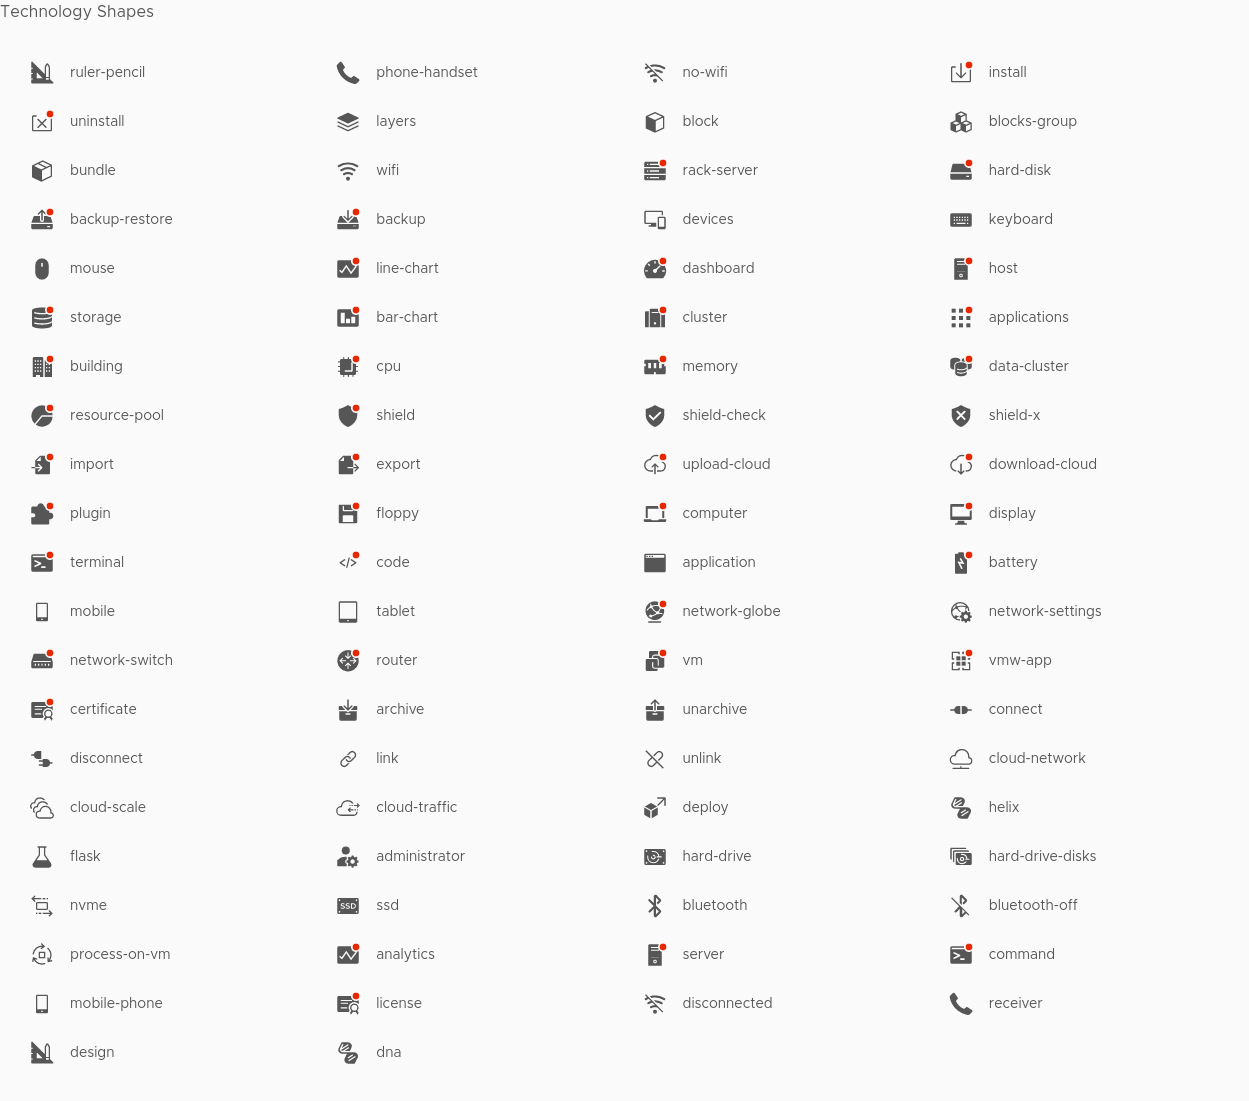 Technology Shapes
ruler-pencil phone-handset no-wifi install
uninstall layers block blocks-group
bundle wifi rack-server hard-disk
backup-restore backup devices keyboard
mouse line-chart dashboard host
storage bar-chart cluster applications
building cpu memory data-cluster
resource-pool shield shield-check shield-x
import export upload-cloud download-cloud
plugin floppy computer display
terminal code application battery
mobile tablet network-globe network-settings
network-switch router vm vmw-app
certificate archive unarchive connect
disconnect link unlink cloud-network
cloud-scale cloud-traffic deploy helix
flask administrator hard-drive hard-drive-disks
nvme SSD ssd bluetooth bluetooth-off
process-on-vm analytics server command
mobile-phone license disconnected receiver
design dna